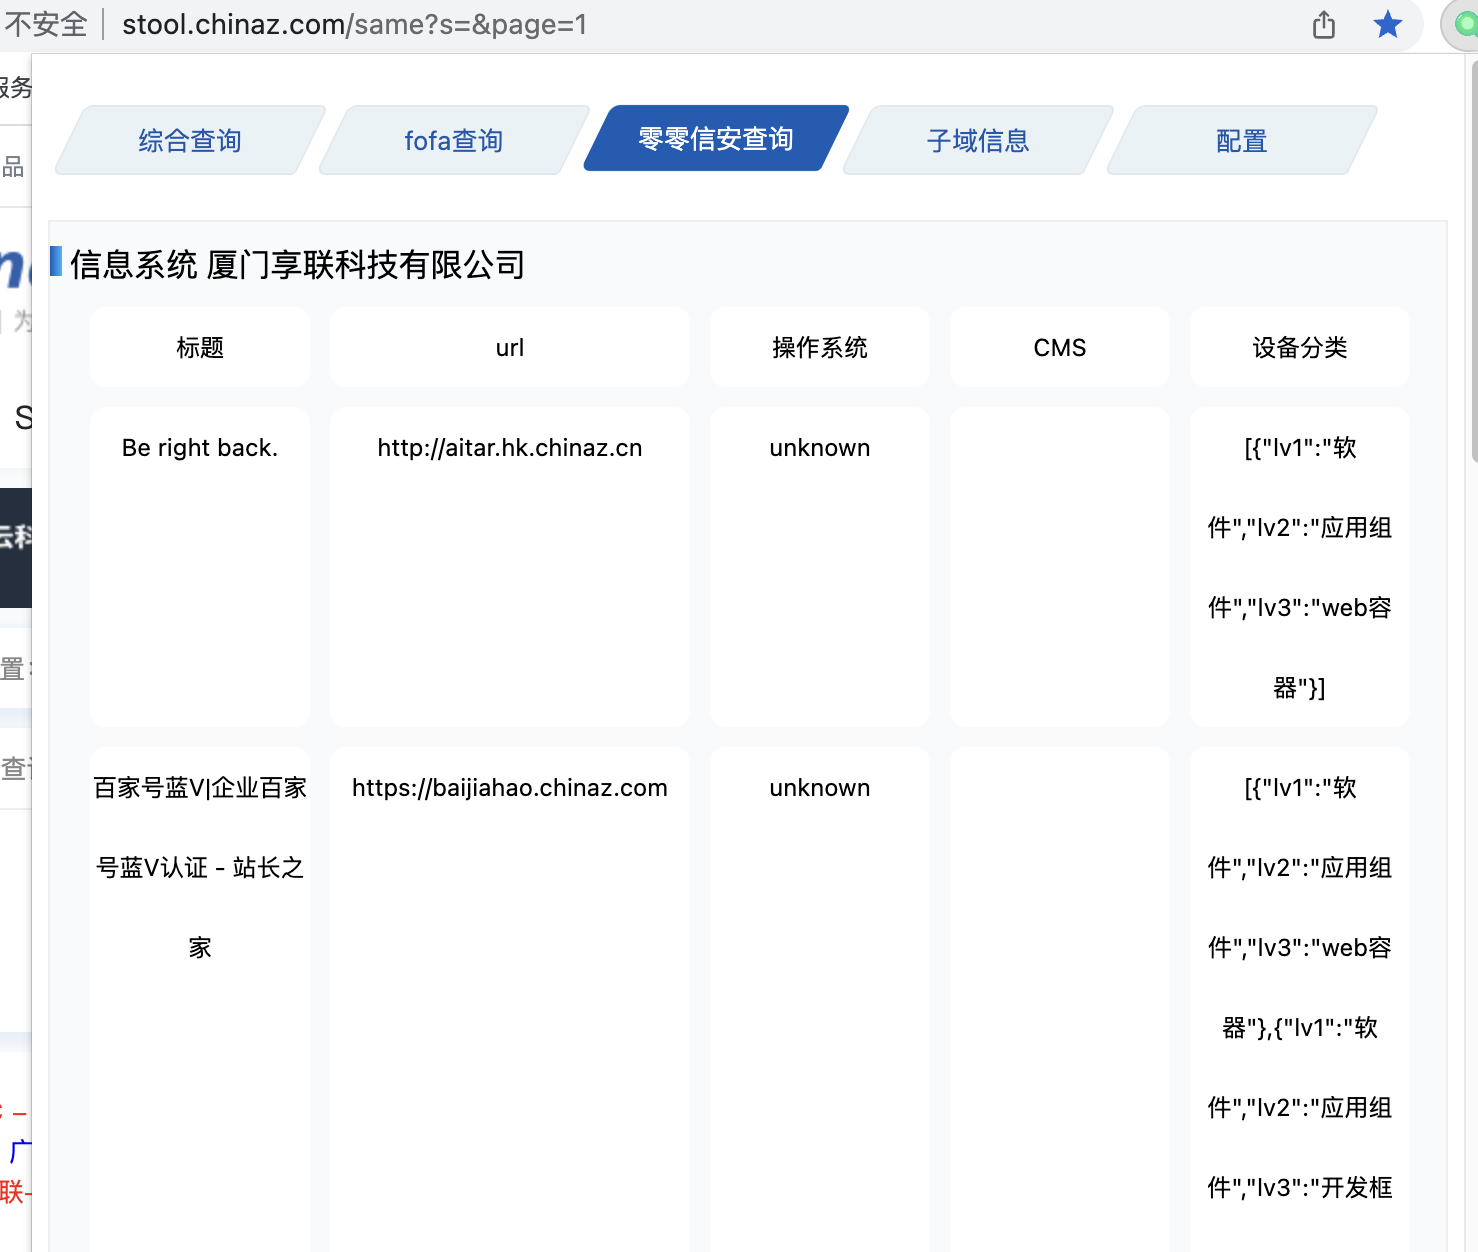 不安全 stool.chinaz.com/same?s=&page=1
服务
综合查询 fofa查询 零零信安查询 子域信息 配置
品
信息系统 厦门享联科技有限公司
为
标题 url 操作系统 CMS 设备分类
S
Be right back. http://aitar.hk.chinaz.cn unknown [{"lv1":"软
件","lv2":"应用组
云科
件","lv3":"web容
置:
器"}]
查询
百家号蓝V|企业百家 https://baijiahao.chinaz.com unknown [{"lv1":"软
号蓝V认证 - 站长之 件","lv2":"应用组
家 件","lv3":"web容
器"},{"lv1":"软
件","lv2":"应用组
广
联-
件","lv3":"开发框